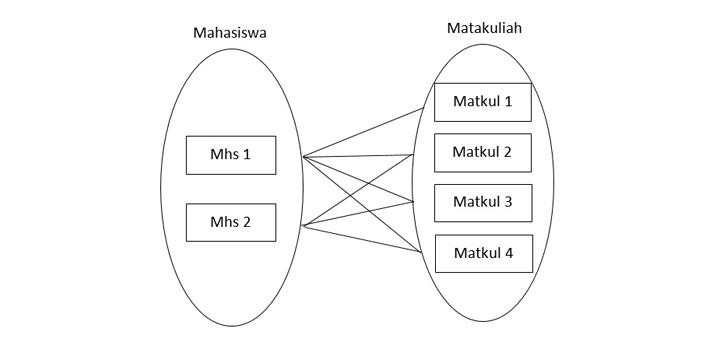 Mahasiswa
Matakuliah
Mhs 1
Mhs 2
Matkul 1
Matkul 2
Matkul 3
Matkul 4